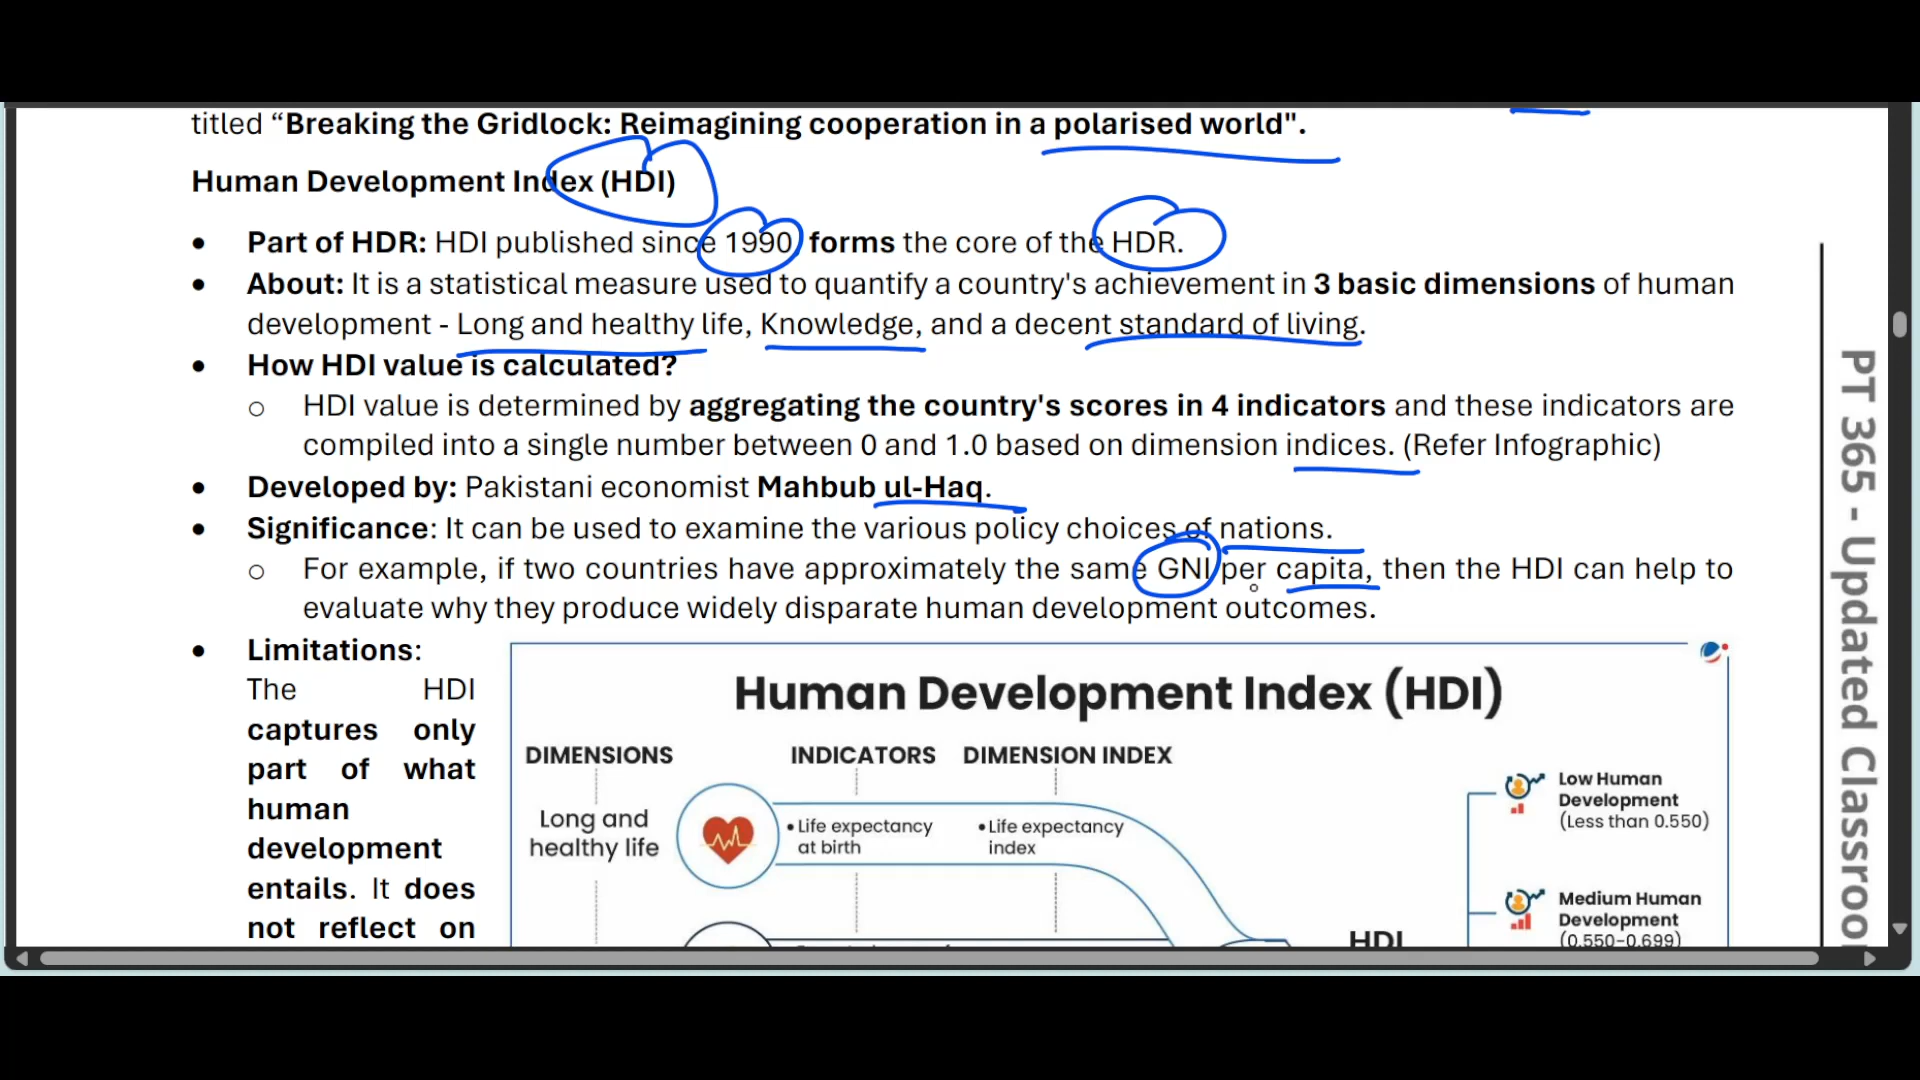 titled “Breaking the Gridlock: Reimagining cooperation in a polarised world".
Human Development Index (HDI)
• Part of HDR: HDI published since 1990, forms the core of the HDR.
• About: It is a statistical measure used to quantify a country's achievement in 3 basic dimensions of human
development - Long and healthy life, Knowledge, and a decent standard of living.
• How HDI value is calculated?
o HDI value is determined by aggregating the country's scores in 4 indicators and these indicators are
compiled into a single number between 0 and 1.0 based on dimension indices. (Refer Infographic)
• Developed by: Pakistani economist Mahbub ul-Haq.
• Significance: It can be used to examine the various policy choices of nations.
o For example, if two countries have approximately the same GNI per capita, then the HDI can help to
evaluate why they produce widely disparate human development outcomes.
• Limitations:
The HDI
captures only
part of what
human
development
entails. It does
not reflect on
Human Development Index (HDI)
DIMENSIONS INDICATORS DIMENSION INDEX
Long and
healthy life
• Life expectancy
at birth
• Life expectancy
index
HDI
Low Human
Development
(Less than 0.550)
Medium Human
Development
(0.550-0.699)
PT 365 - Updated Classroo